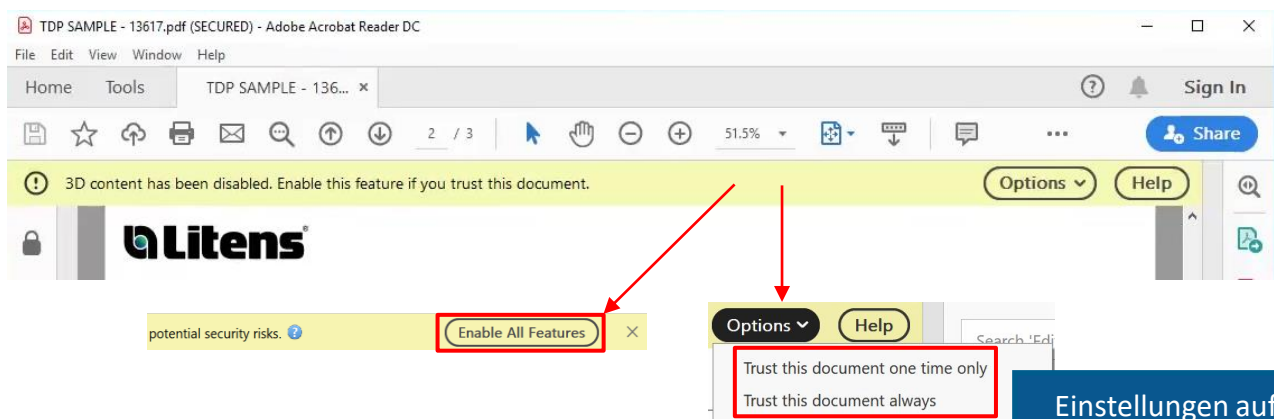 TDP SAMPLE - 13617.pdf (SECURED) - Adobe Acrobat Reader DC
File Edit View Window Help
Home Tools TDP SAMPLE - 136... × Sign In
2 / 3 51.5% ... Share
3D content has been disabled. Enable this feature if you trust this document. Options Help
Litens®
potential security risks. Enable All Features ×
Options Help
Trust this document one time only
Trust this document always
Einstellungen auf